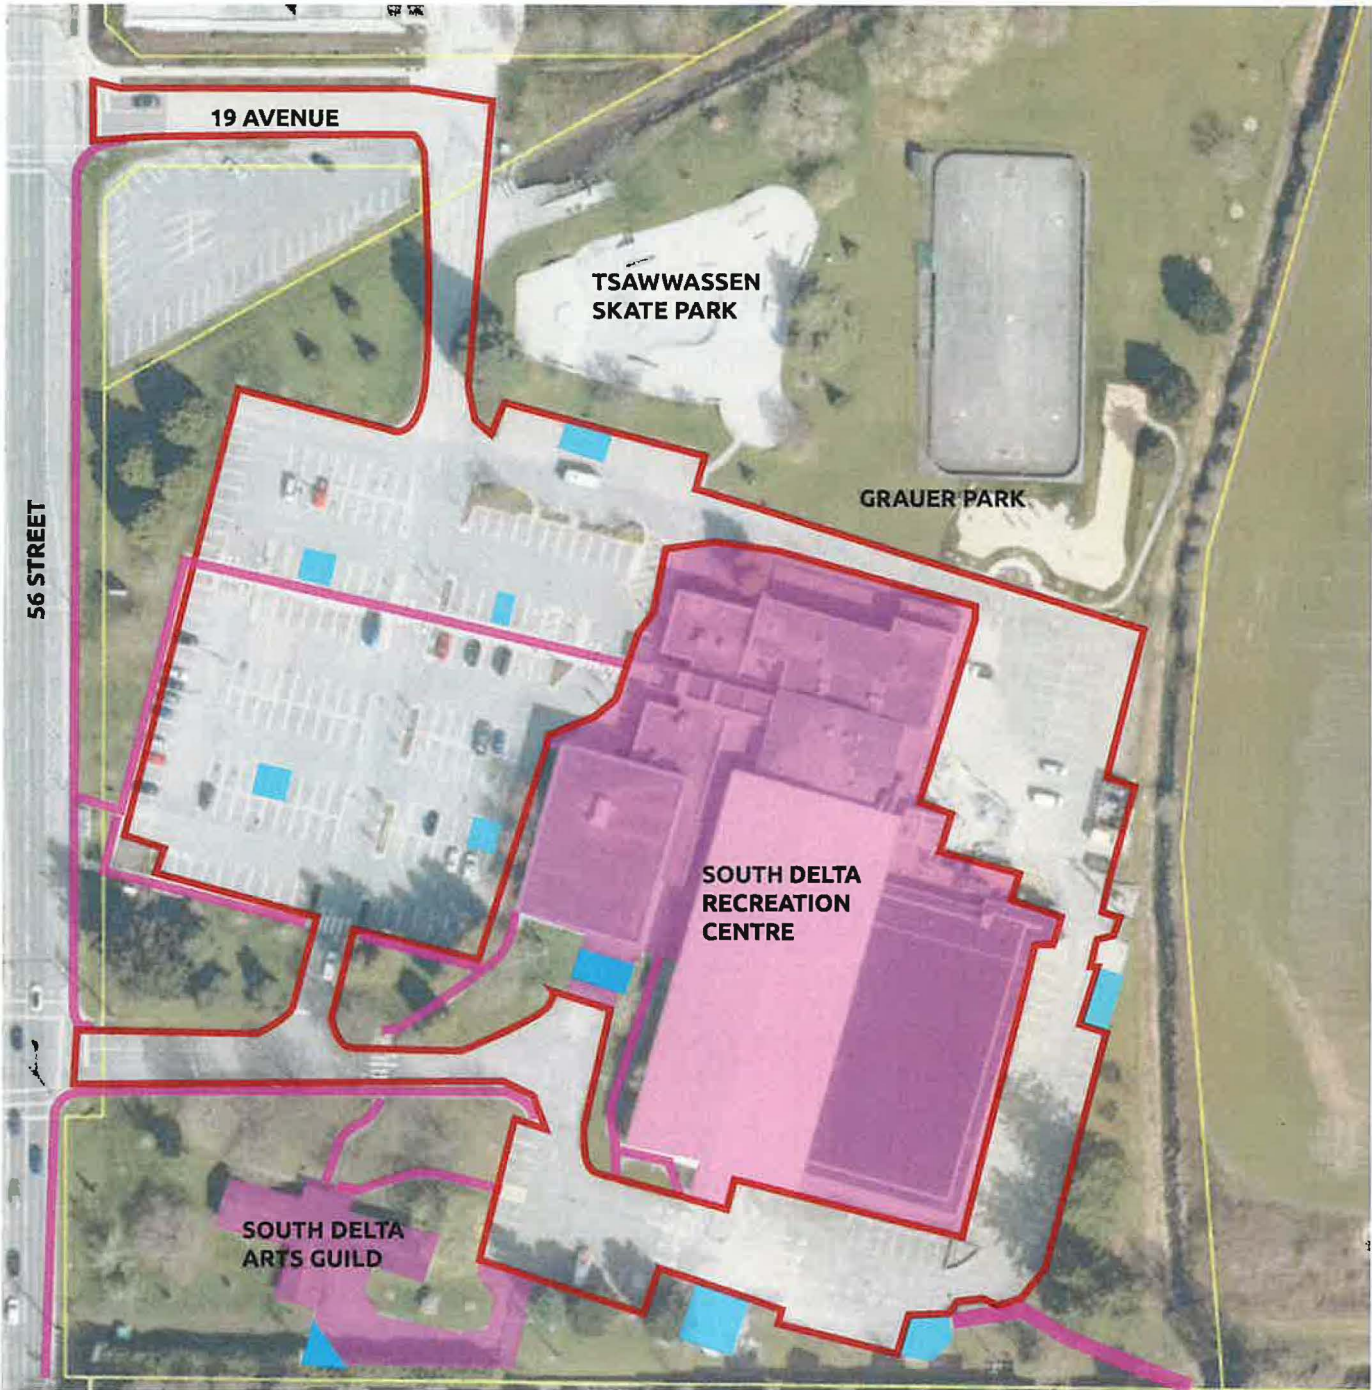 19 AVENUE
TSAWWASSEN
SKATE PARK
GRAUER PARK
56 STREET
SOUTH DELTA
RECREATION
CENTRE
SOUTH DELTA
ARTS GUILD